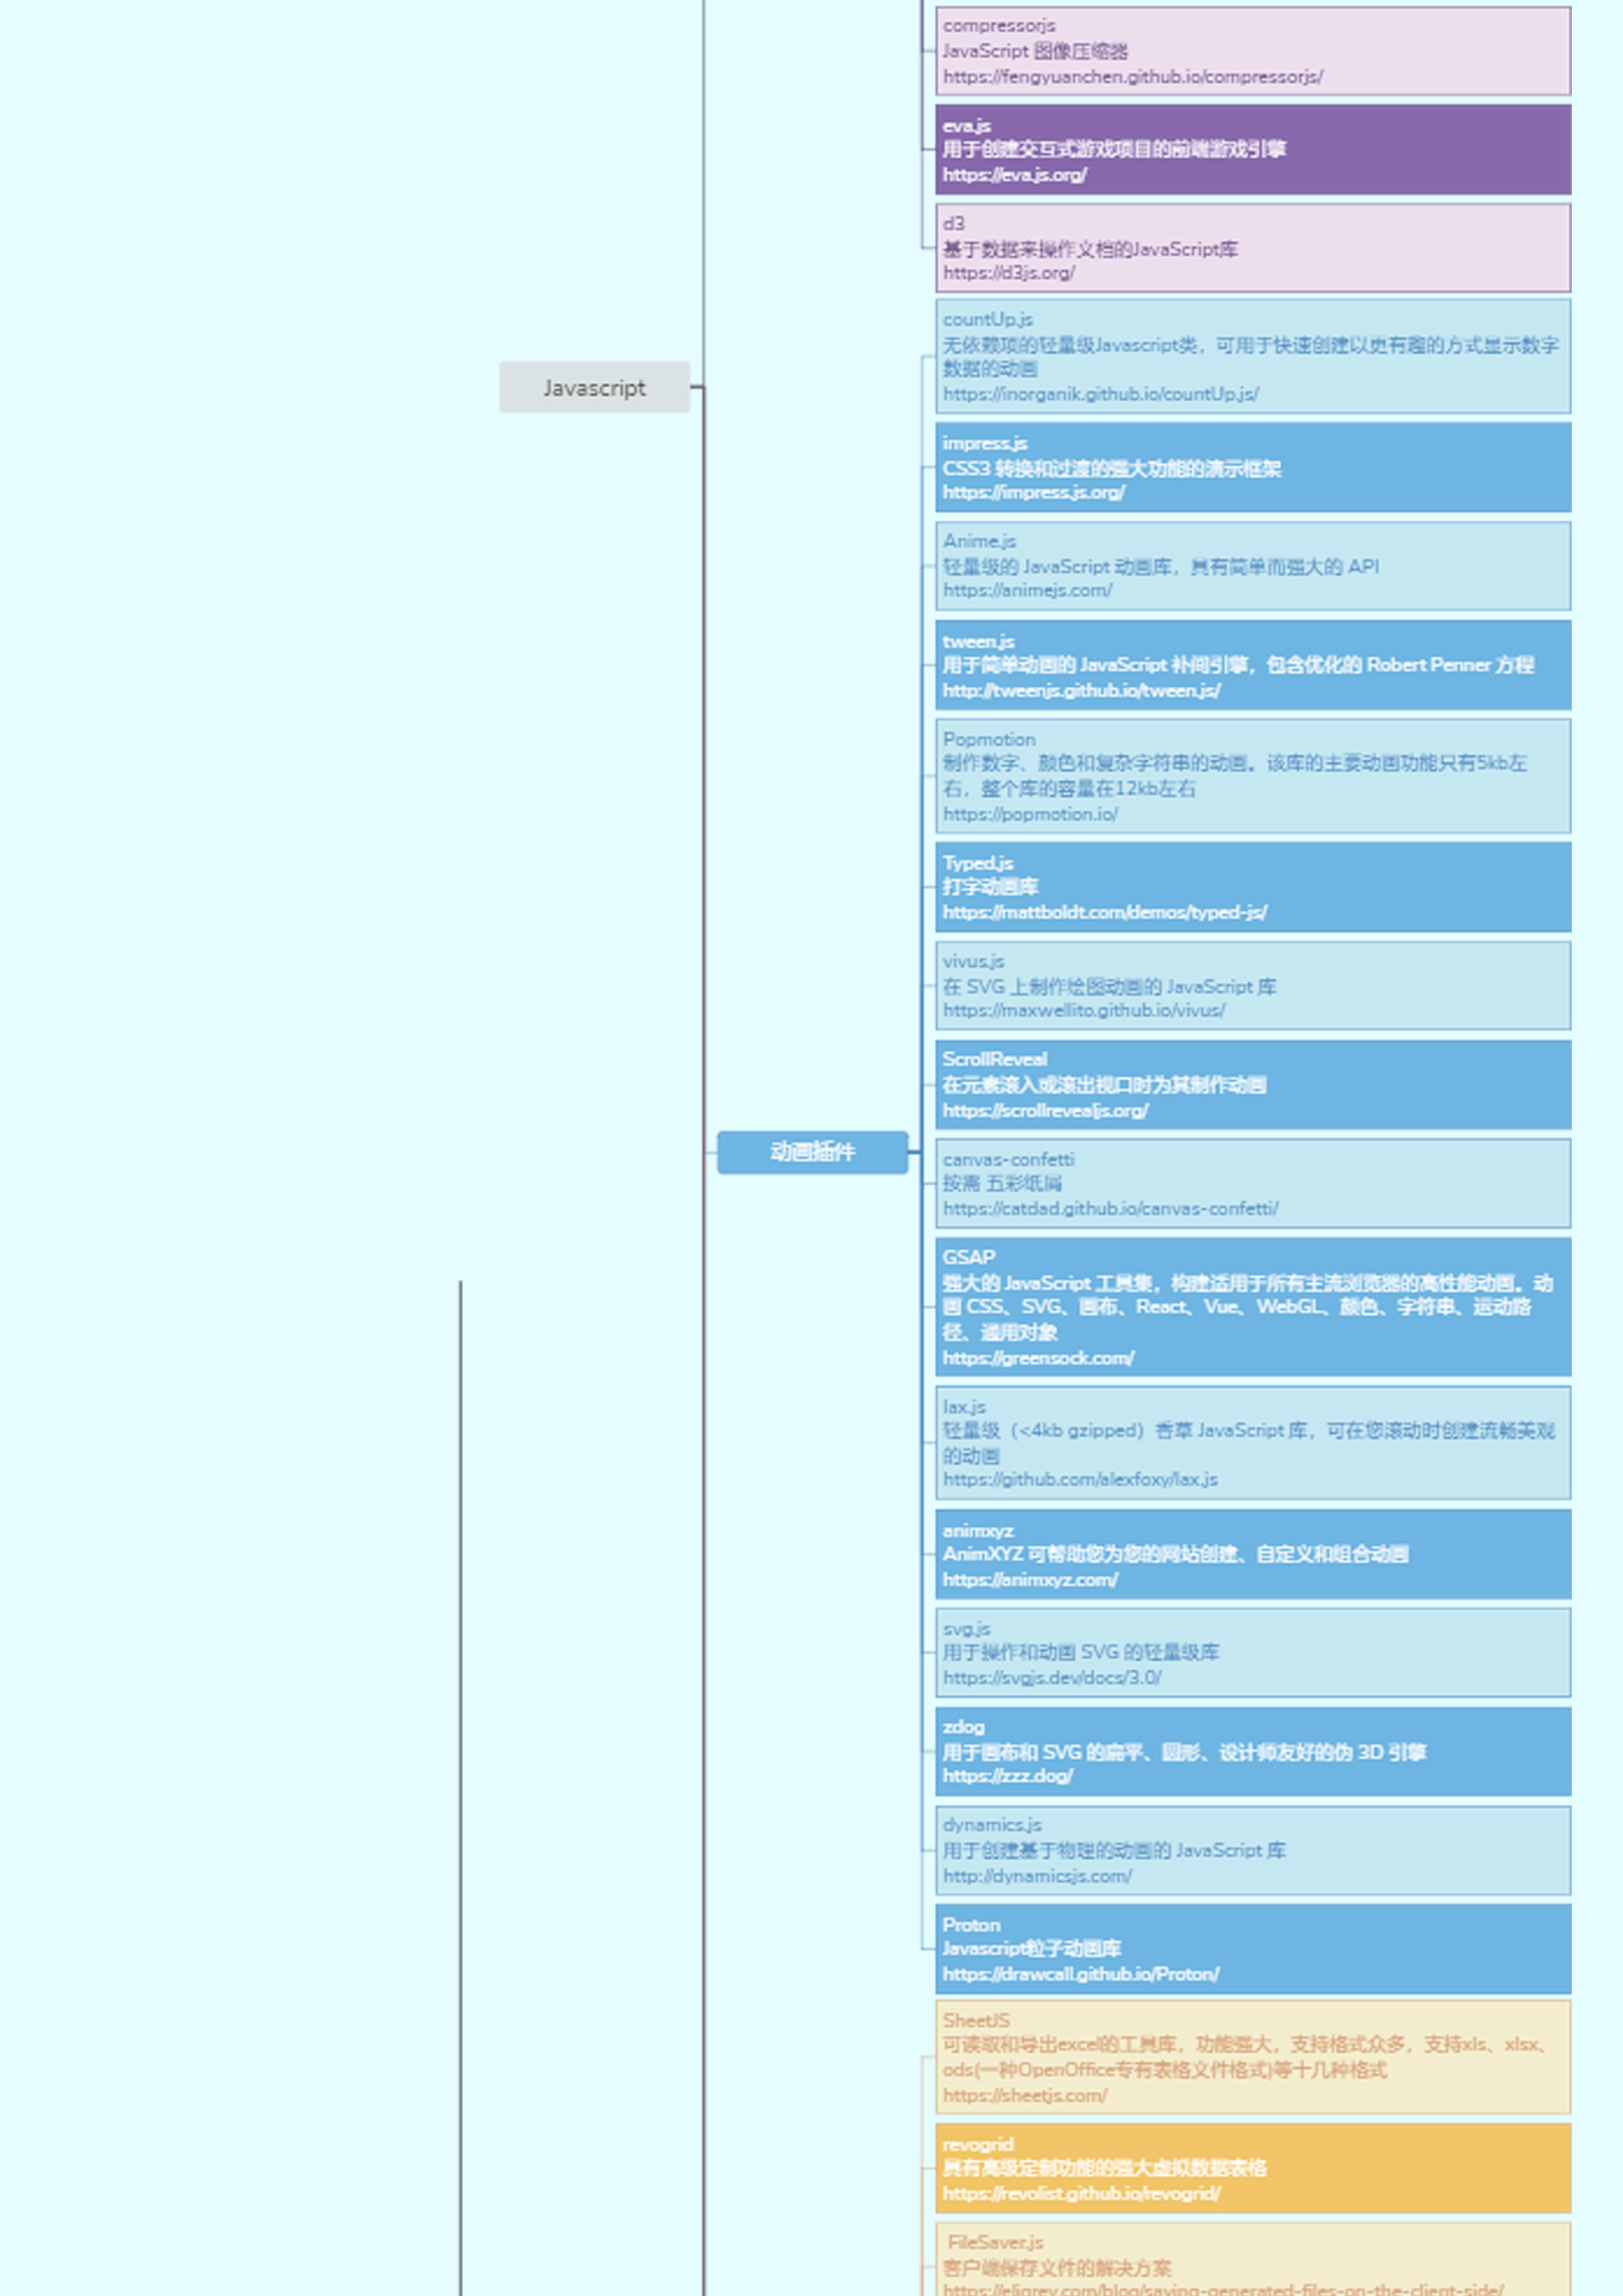 compressorjs
JavaScript 图像压缩器
https://fengyuanchen.github.io/compressorjs/
eva.js
用于创建交互式游戏项目的前端游戏引擎
https://eva.js.org/
d3
基于数据来操作文档的JavaScript库
https://d3js.org/
Javascript
countUp.js
无依赖项的轻量级Javascript类，可用于快速创建以更有趣的方式显示数字
数据的动画
https://inorganik.github.io/countUp.js/
impress.js
CSS3 转换和过渡的强大功能的演示框架
https://impress.js.org/
Anime.js
轻量级的 JavaScript 动画库，具有简单而强大的 API
https://animejs.com/
tween.js
用于简单动画的 JavaScript 补间引擎，包含优化的 Robert Penner 方程
http://tweenjs.github.io/tween.js/
Popmotion
制作数字、颜色和复杂字符串的动画。该库的主要动画功能只有5kb左
右，整个库的容量在12kb左右
https://popmotion.io/
Typed.js
打字动画库
https://mattboldt.com/demos/typed-js/
vivus.js
在 SVG 上制作绘图动画的 JavaScript 库
https://maxwellito.github.io/vivus/
ScrollReveal
在元素滚入或滚出视口时为其制作动画
https://scrollrevealjs.org/
动画插件
canvas-confetti
按需 五彩纸屑
https://catdad.github.io/canvas-confetti/
GSAP
强大的 JavaScript 工具集，构建适用于所有主流浏览器的高性能动画。动
画 CSS、SVG、画布、React、Vue、WebGL、颜色、字符串、运动路
径、通用对象
https://greensock.com/
lax.js
轻量级（<4kb gzipped）香草 JavaScript 库，可在您滚动时创建流畅美观
的动画
https://github.com/alexfoxy/lax.js
animxyz
AnimXYZ 可帮助您为您的网站创建、自定义和组合动画
https://animxyz.com/
svg.js
用于操作和动画 SVG 的轻量级库
https://svgjs.dev/docs/3.0/
zdog
用于画布和 SVG 的扁平、圆形、设计师友好的伪 3D 引擎
https://zzz.dog/
dynamics.js
用于创建基于物理的动画的 JavaScript 库
http://dynamicsjs.com/
Proton
Javascript粒子动画库
https://drawcall.github.io/Proton/
SheetJS
可读取和导出excel的工具库，功能强大，支持格式众多，支持xls、xlsx、
ods(一种OpenOffice专有表格文件格式)等十几种格式
https://sheetjs.com/
revogrid
具有高级定制功能的强大虚拟数据表格
https://revolist.github.io/revogrid/
FileSaver.js
客户端保存文件的解决方案
https://eligrey.com/blog/saving-generated-files-on-the-client-side/